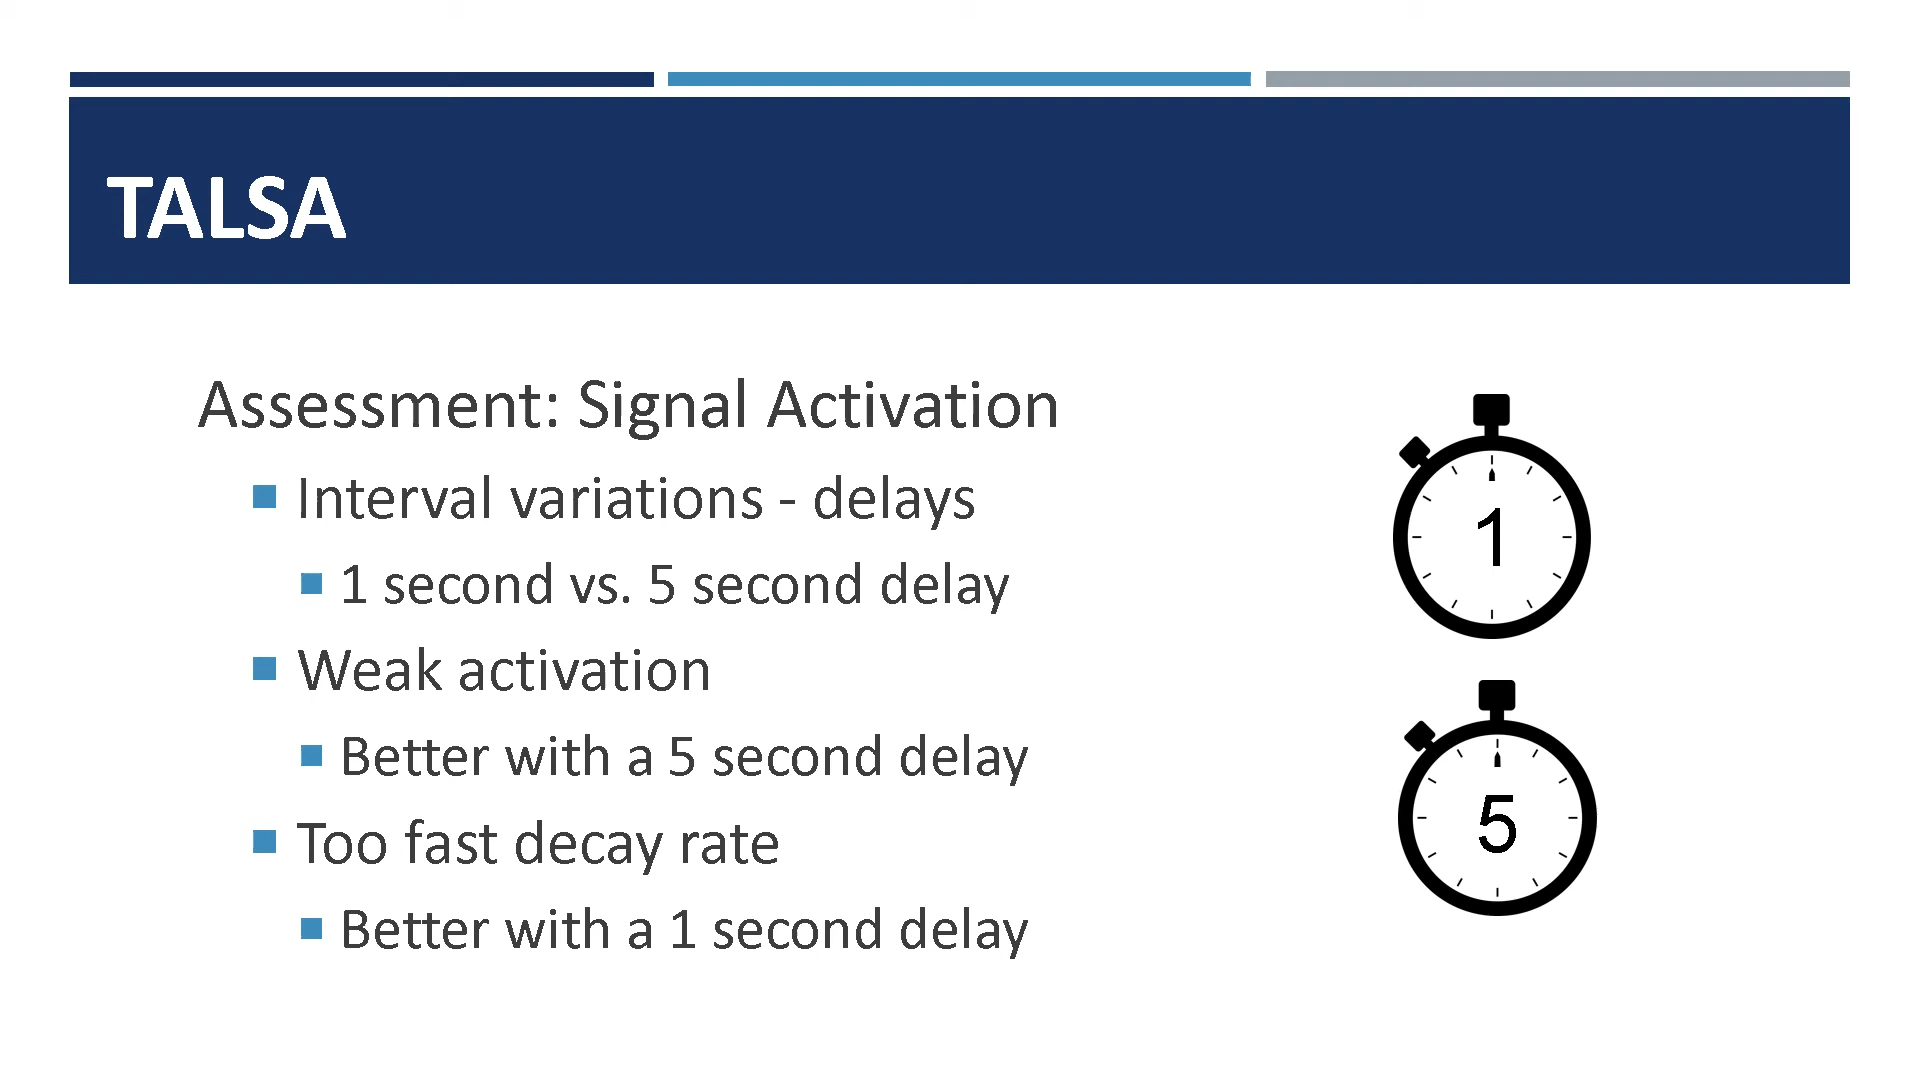 TALSA
Assessment: Signal Activation
Interval variations - delays
1 second vs. 5 second delay
Weak activation
Better with a 5 second delay
Too fast decay rate
Better with a 1 second delay
1
5